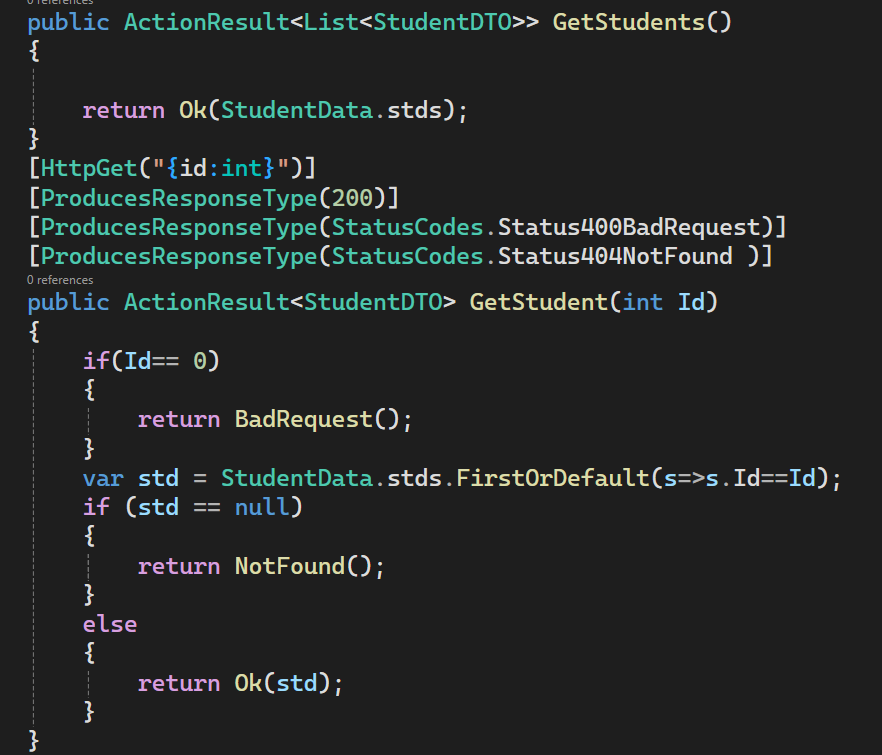 0 references
public ActionResult<List<StudentDTO>> GetStudents()
{
return Ok(StudentData.stds);
}
[HttpGet("{id:int}")]
[ProducesResponseType(200)]
[ProducesResponseType(StatusCodes.Status400BadRequest)]
[ProducesResponseType(StatusCodes.Status404NotFound )]
0 references
public ActionResult<StudentDTO> GetStudent(int Id)
{
if(Id== 0)
{
return BadRequest();
}
var std = StudentData.stds.FirstOrDefault(s=>s.Id==Id);
if (std == null)
{
return NotFound();
}
else
{
return Ok(std);
}
}